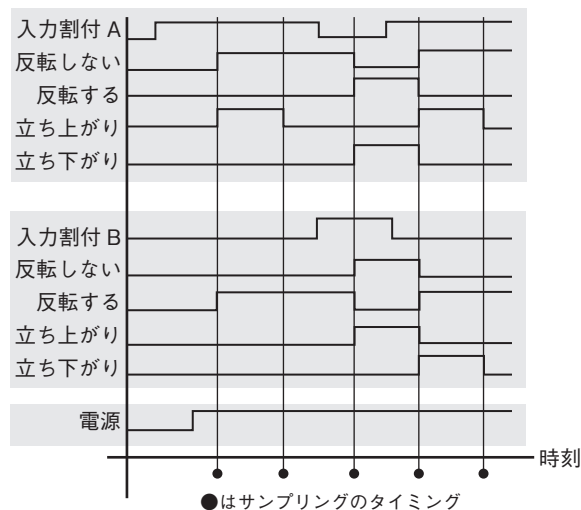 入力割付 A
反転しない
反転する
立ち上がり
立ち下がり
入力割付 B
反転しない
反転する
立ち上がり
立ち下がり
電源
時刻
●はサンプリングのタイミング